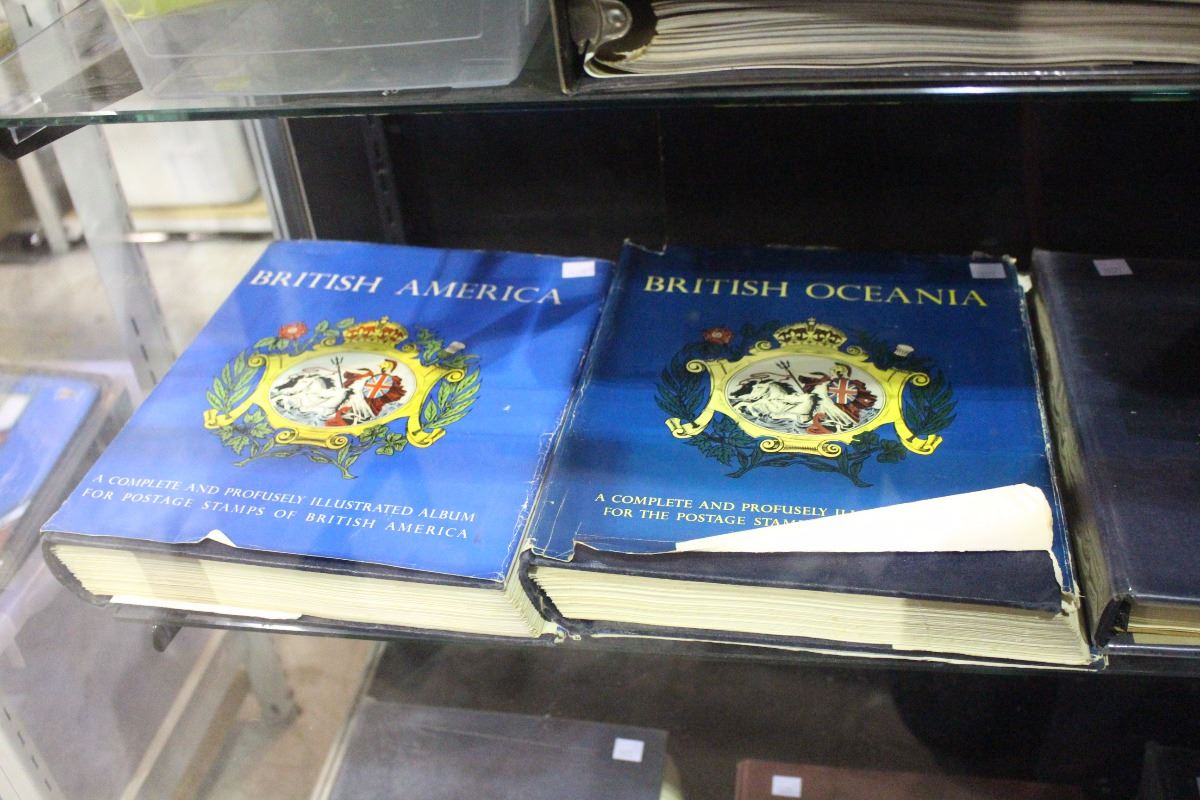 BRITISH AMERICA
A COMPLETE AND PROFUSELY ILLUSTRATED ALBUM
FOR POSTAGE STAMPS OF BRITISH AMERICA
BRITISH OCEANIA
A COMPLETE AND PROFUSELY
FOR THE POSTAGE